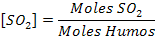 [SO₂] = Moles SO₂ / Moles Humos